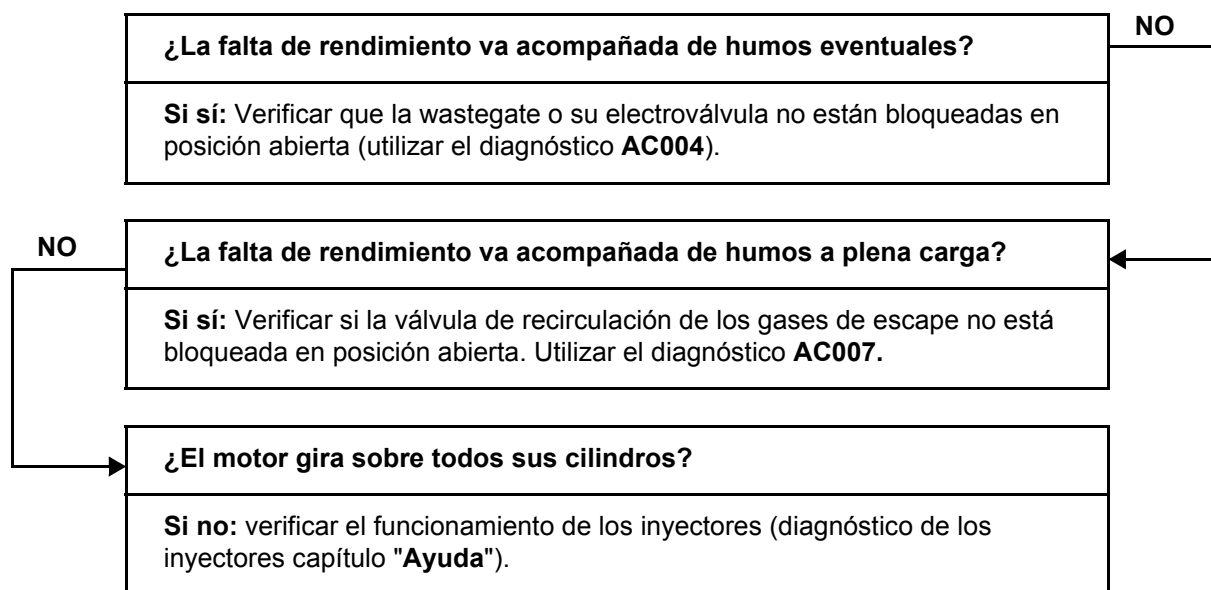 ¿La falta de rendimiento va acompañada de humos eventuales?
NO
Si sí: Verificar que la wastegate o su electroválvula no están bloqueadas en
posición abierta (utilizar el diagnóstico AC004).
NO
¿La falta de rendimiento va acompañada de humos a plena carga?
Si sí: Verificar si la válvula de recirculación de los gases de escape no está
bloqueada en posición abierta. Utilizar el diagnóstico AC007.
¿El motor gira sobre todos sus cilindros?
Si no: verificar el funcionamiento de los inyectores (diagnóstico de los
inyectores capítulo "Ayuda").